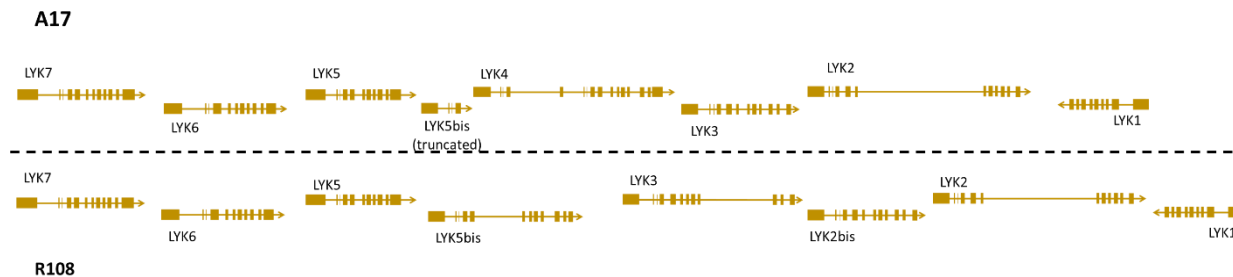 A17
LYK7
LYK6
LYK5
LYK5bis
(truncated)
LYK4
LYK3
LYK2
LYK1
LYK7
LYK6
LYK5
LYK5bis
LYK3
LYK2bis
LYK2
LYK1
R108